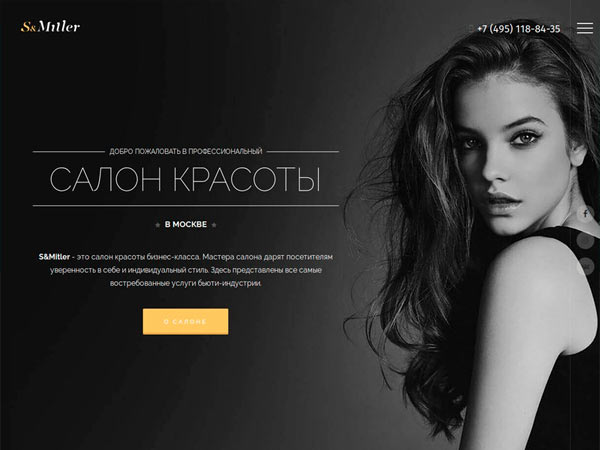 S&Mitler
+7 (495) 118-84-35
ДОБРО ПОЖАЛОВАТЬ В ПРОФЕССИОНАЛЬНЫЙ
САЛОН КРАСОТЫ
В МОСКВЕ
S&Mitler - это салон красоты бизнес-класса. Мастера салона дарят посетителям
уверенность в себе и индивидуальный стиль. Здесь представлены все самые
востребованные услуги бьюти-индустрии.
О САЛОНЕ
f